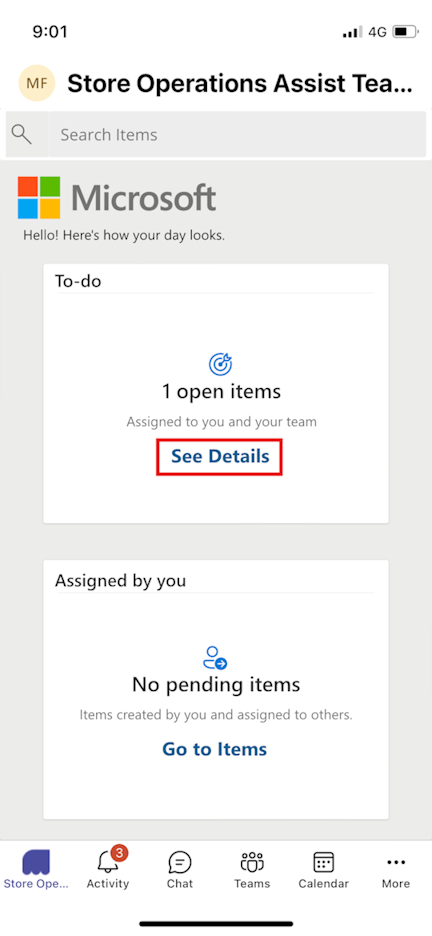 9:01
4G
MF
Store Operations Assist Tea...
Search Items
Microsoft
Hello! Here's how your day looks.
To-do
1 open items
Assigned to you and your team
See Details
Assigned by you
No pending items
Items created by you and assigned to others.
Go to Items
3
Store Ope...
Activity
Chat
Teams
Calendar
More